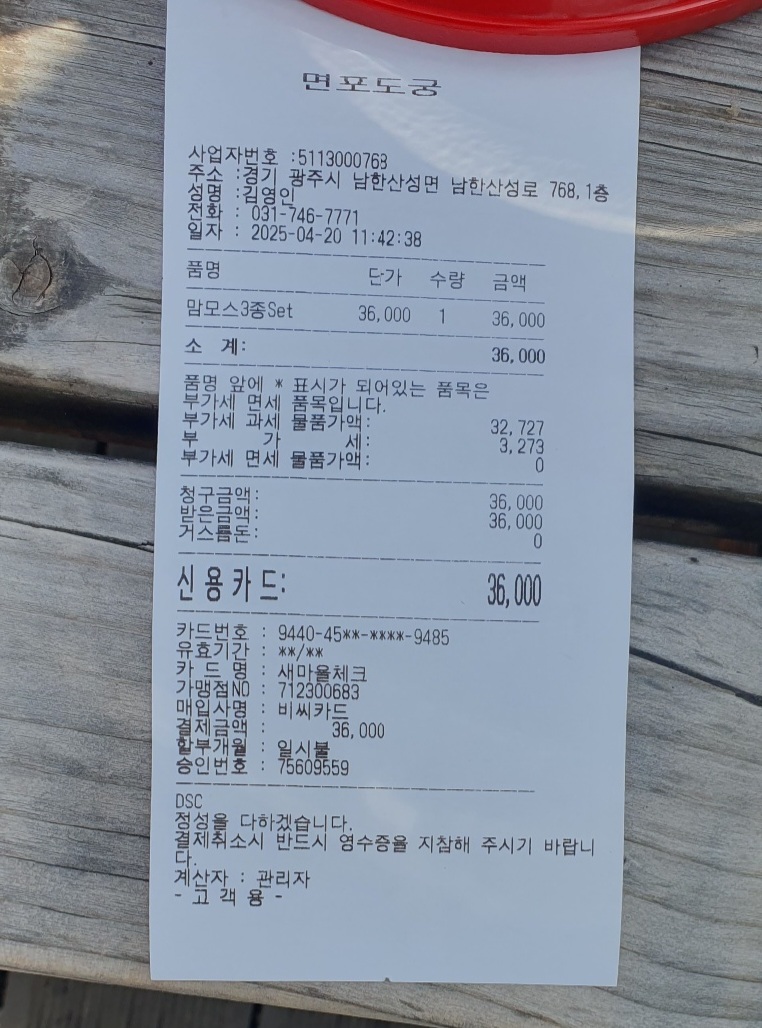 면포도궁
사업자번호 :5113000768
주소 :경기 광주시 남한산성면 남한산성로 768,1층
성명 :김영인
전화 : 031-746-7771
일자 : 2025-04-20 11:42:38
품명 단가 수량 금액
맘모스3종Set 36,000 1 36,000
소 계: 36,000
품명 앞에 * 표시가 되어있는 품목은
부가세 면세 품목입니다.
부가세 과세 물품가액: 32,727
부 가 세: 3,273
부가세 면세 물품가액: 0
청구금액: 36,000
받은금액: 36,000
거스름돈: 0
신용카드: 36,000
카드번호 : 9440-45**-****-9485
유효기간 : **/**
카 드 명 : 새마을체크
가맹점NO : 712300683
매입사명 : 비씨카드
결제금액 : 36,000
할부개월 : 일시불
승인번호 : 75609559
DSC
정성을 다하겠습니다.
결제취소시 반드시 영수증을 지참해 주시기 바랍니
다.
계산자 : 관리자
- 고 객 용 -